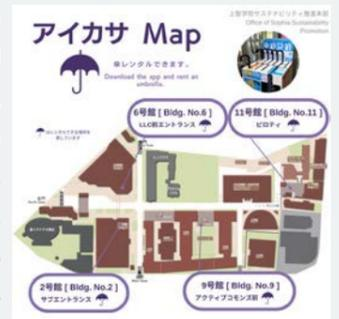 上智学院サステナビリティ推進本部
Office of Sophia Sustainability
Promotion
アイカサ Map
傘レンタルできます。
Download the app and rent an
umbrella.
6号館 [ Bldg. No.6 ]
LLC前エントランス
11号館 [ Bldg. No.11 ]
ピロティ
2号館 [ Bldg. No.2 ]
サブエントランス
9号館 [ Bldg. No.9 ]
アクティブコモンズ前